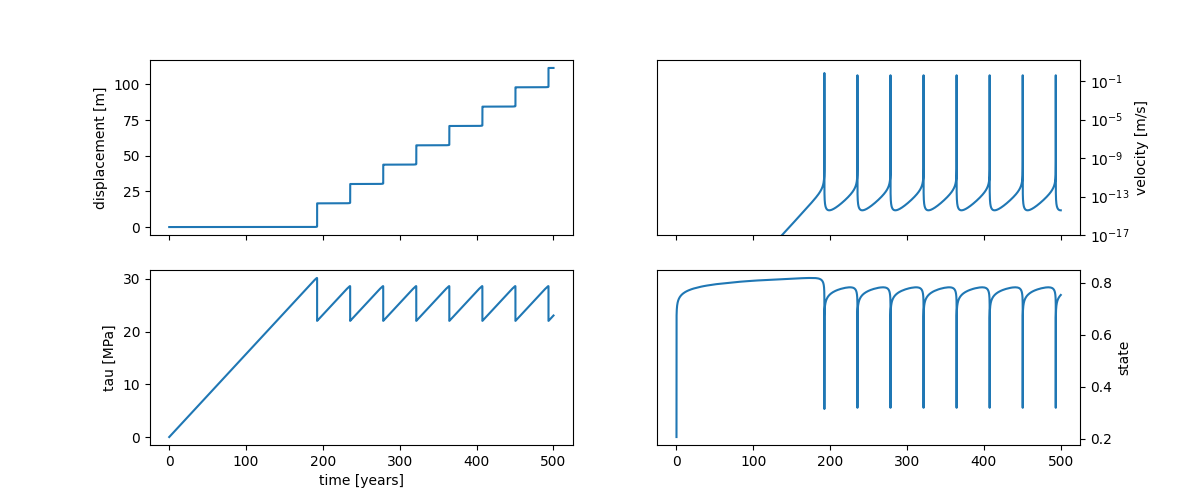 100
75
50
25
0
displacement [m]
10⁻¹
10⁻⁵
10⁻⁹
10⁻¹³
10⁻¹⁷
velocity [m/s]
30
20
10
0
tau [MPa]
0 100 200 300 400 500
time [years]
0.8
0.6
0.4
0.2
state
0 100 200 300 400 500